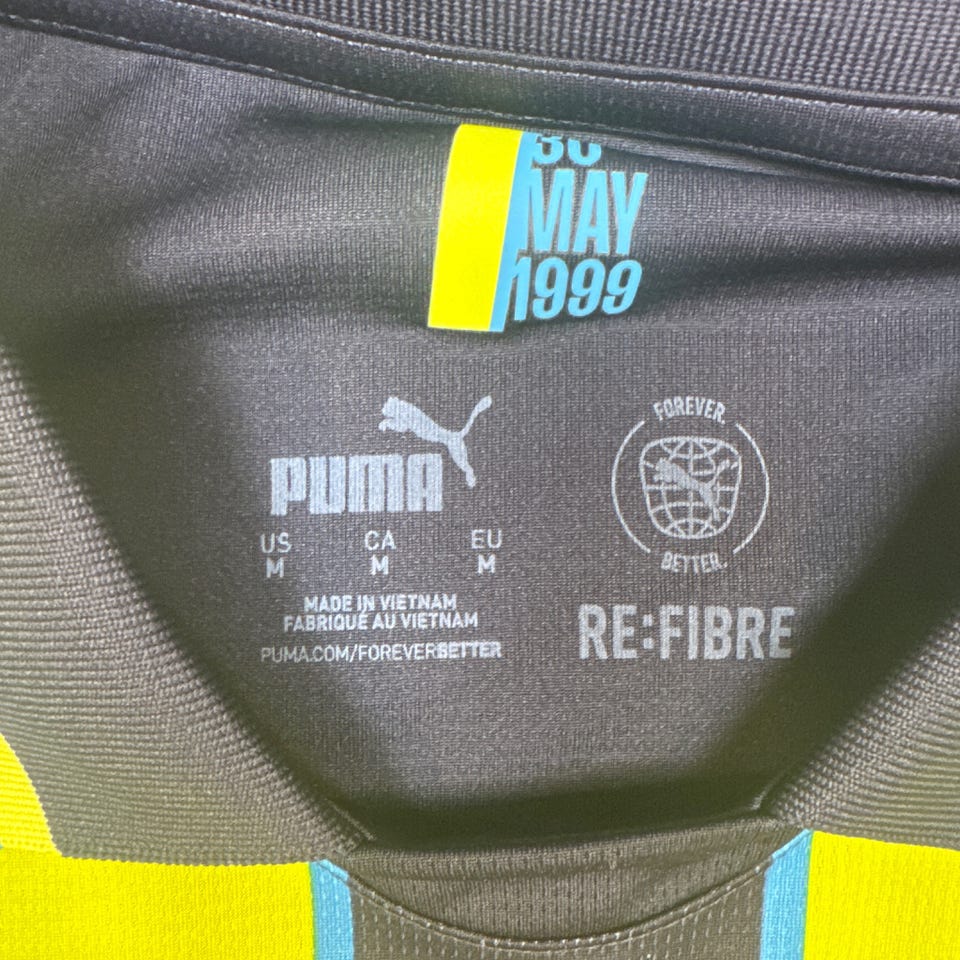 30
MAY
1999
PUMA
US CA EU
M M M
MADE IN VIETNAM
FABRIQUÉ AU VIETNAM
PUMA.COM/FOREVERBETTER
FOREVER.
BETTER.
RE:FIBRE